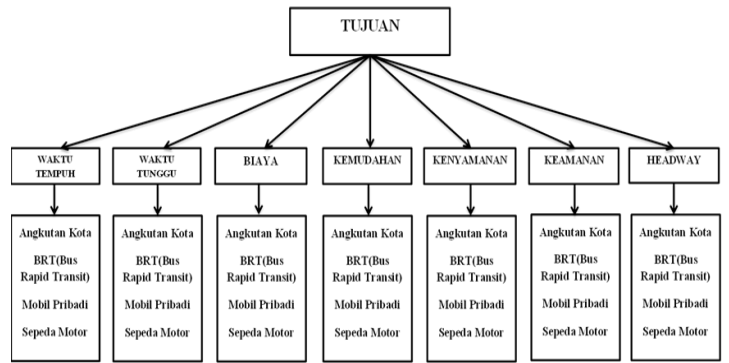 TUJUAN
WAKTU
TEMPUH
WAKTU
TUNGGU
BIAYA
KEMUDAHAN
KENYAMANAN
KEAMANAN
HEADWAY
Angkutan Kota
BRT(Bus
Rapid Transit)
Mobil Pribadi
Sepeda Motor
Angkutan Kota
BRT(Bus
Rapid Transit)
Mobil Pribadi
Sepeda Motor
Angkutan Kota
BRT(Bus
Rapid Transit)
Mobil Pribadi
Sepeda Motor
Angkutan Kota
BRT(Bus
Rapid Transit)
Mobil Pribadi
Sepeda Motor
Angkutan Kota
BRT(Bus
Rapid Transit)
Mobil Pribadi
Sepeda Motor
Angkutan Kota
BRT(Bus
Rapid Transit)
Mobil Pribadi
Sepeda Motor
Angkutan Kota
BRT(Bus
Rapid Transit)
Mobil Pribadi
Sepeda Motor